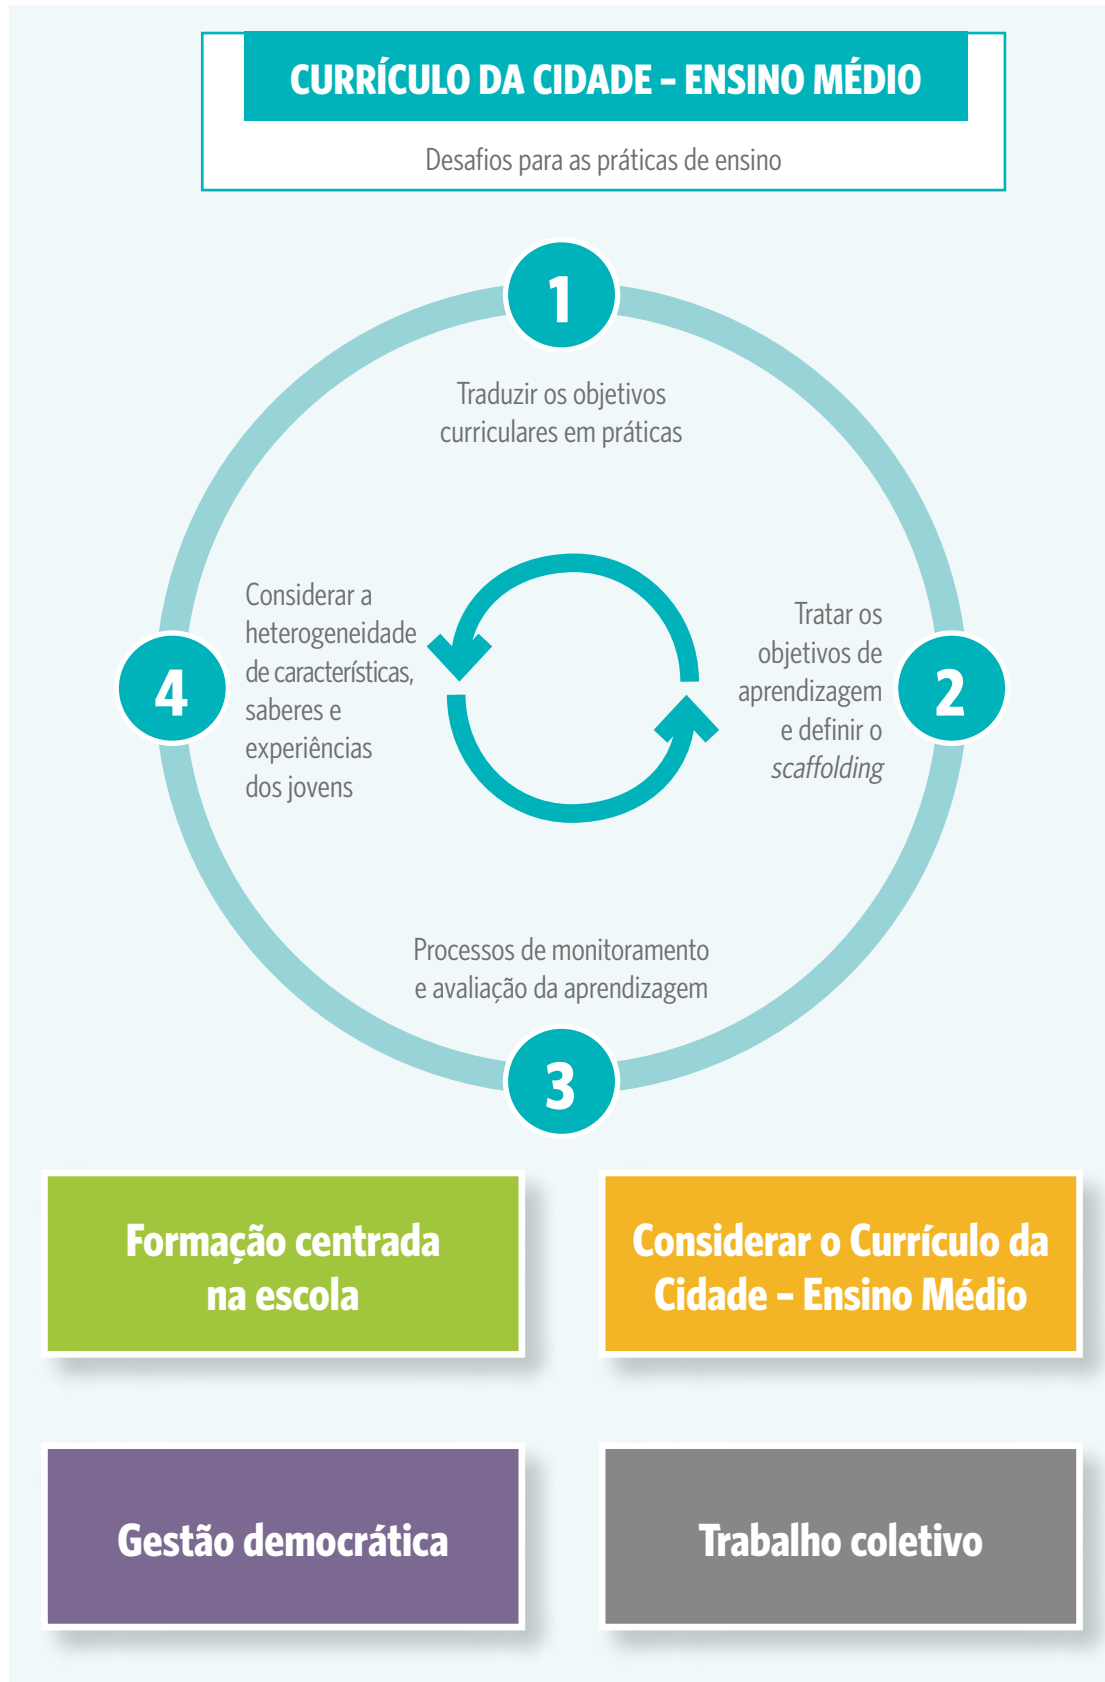 CURRÍCULO DA CIDADE – ENSINO MÉDIO
Desafios para as práticas de ensino
1
Traduzir os objetivos
curriculares em práticas
2
Tratar os
objetivos de
aprendizagem
e definir o
scaffolding
3
Processos de monitoramento
e avaliação da aprendizagem
4
Considerar a
heterogeneidade
de características,
saberes e
experiências
dos jovens
Formação centrada
na escola
Considerar o Currículo da
Cidade – Ensino Médio
Gestão democrática
Trabalho coletivo